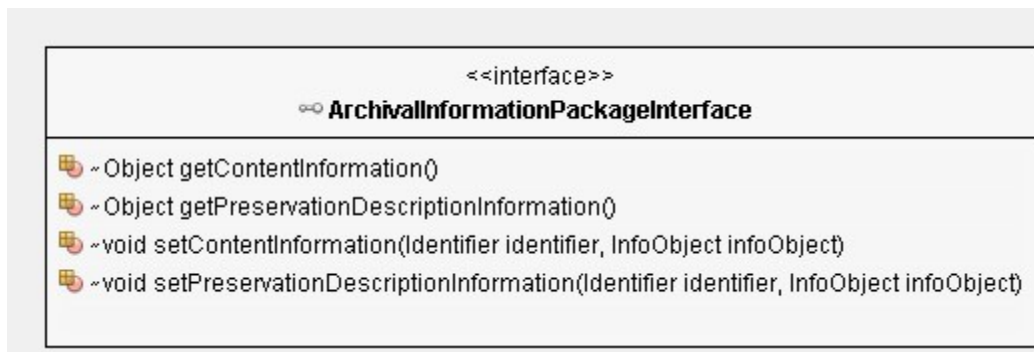 <<interface>>
ArchivalInformationPackageInterface
~Object getContentInformation()
~Object getPreservationDescriptionInformation()
~void setContentInformation(Identifier identifier, InfoObject infoObject)
~void setPreservationDescriptionInformation(Identifier identifier, InfoObject infoObject)